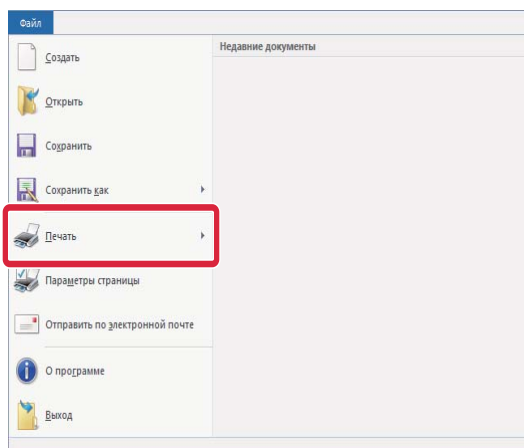 Файл
Недавние документы
Создать
Открыть
Сохранить
Сохранить как
Печать
Параметры страницы
Отправить по электронной почте
О программе
Выход